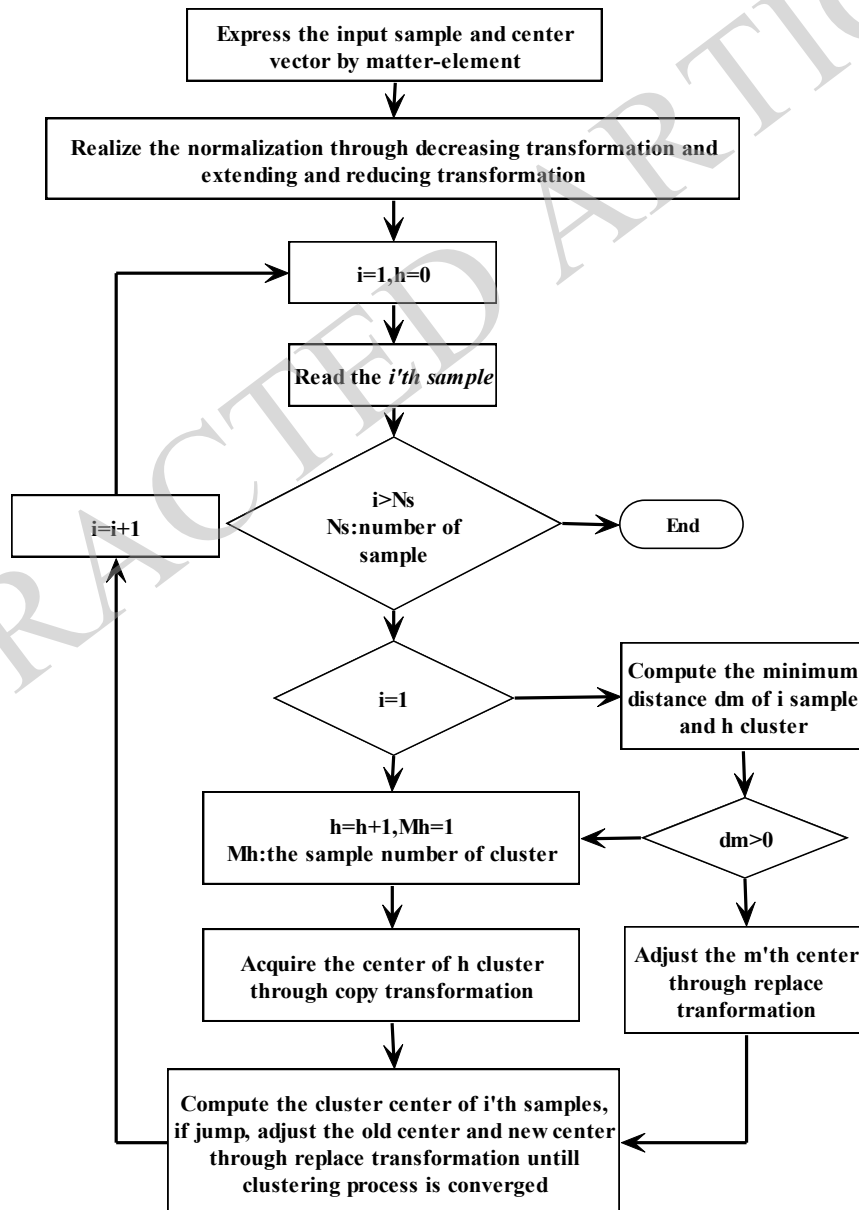 Express the input sample and center
vector by matter-element
Realize the normalization through decreasing transformation and
extending and reducing transformation
i=1,h=0
Read the i'th sample
i>Ns
Ns:number of
sample
End
i=i+1
i=1
Compute the minimum
distance dm of i sample
and h cluster
h=h+1,Mh=1
Mh:the sample number of cluster
dm>0
Acquire the center of h cluster
through copy transformation
Adjust the m'th center
through replace
tranformation
Compute the cluster center of i'th samples,
if jump, adjust the old center and new center
through replace transformation untill
clustering process is converged
RACTED ARTIC